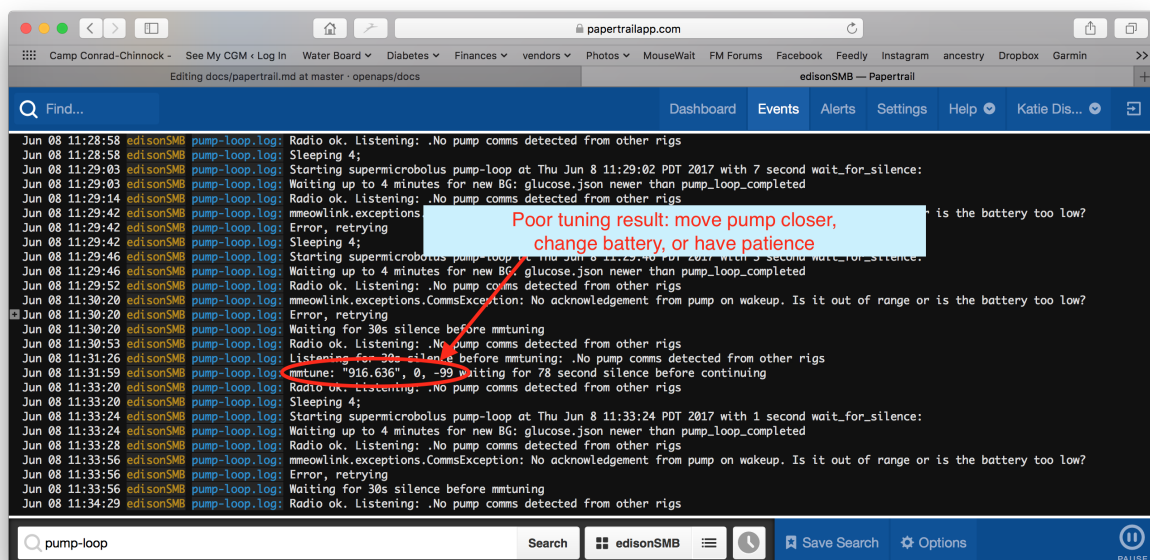 papertrailapp.com
Camp Conrad-Chinnock - See My CGM ‹ Log In Water Board Diabetes Finances vendors Photos MouseWait FM Forums Facebook Feedly Instagram ancestry Dropbox Garmin >>
Editing docs/papertrail.md at master · openaps/docs edisonSMB — Papertrail +
Find... Dashboard Events Alerts Settings Help Katie Dis...
Jun 08 11:28:58 edisonSMB pump-loop.log: Radio ok. Listening: .No pump comms detected from other rigs
Jun 08 11:28:58 edisonSMB pump-loop.log: Sleeping 4;
Jun 08 11:29:03 edisonSMB pump-loop.log: Starting supermicrobolus pump-loop at Thu Jun 8 11:29:02 PDT 2017 with 7 second wait_for_silence:
Jun 08 11:29:03 edisonSMB pump-loop.log: Waiting up to 4 minutes for new BG: glucose.json newer than pump_loop_completed
Jun 08 11:29:14 edisonSMB pump-loop.log: Radio ok. Listening: .No pump comms detected from other rigs
Jun 08 11:29:42 edisonSMB pump-loop.log: mmeowlink.exceptions. or is the battery too low?
Poor tuning result: move pump closer,
change battery, or have patience
Jun 08 11:29:42 edisonSMB pump-loop.log: Error, retrying
Jun 08 11:29:42 edisonSMB pump-loop.log: Sleeping 4;
Jun 08 11:29:46 edisonSMB pump-loop.log: Starting supermicrobolus pump-loop at Thu Jun 8 11:29:46 PDT 2017 with 3 second wait_for_silence:
Jun 08 11:29:46 edisonSMB pump-loop.log: Waiting up to 4 minutes for new BG: glucose.json newer than pump_loop_completed
Jun 08 11:29:52 edisonSMB pump-loop.log: Radio ok. Listening: .No pump comms detected from other rigs
Jun 08 11:30:20 edisonSMB pump-loop.log: mmeowlink.exceptions.CommsException: No acknowledgement from pump on wakeup. Is it out of range or is the battery too low?
Jun 08 11:30:20 edisonSMB pump-loop.log: Error, retrying
Jun 08 11:30:20 edisonSMB pump-loop.log: Waiting for 30s silence before mmtuning
Jun 08 11:30:53 edisonSMB pump-loop.log: Radio ok. Listening: .No pump comms detected from other rigs
Jun 08 11:31:26 edisonSMB pump-loop.log: Listening for 30s silence before mmtuning: .No pump comms detected from other rigs
Jun 08 11:31:59 edisonSMB pump-loop.log: mmtune: "916.636", 0, -99 waiting for 78 second silence before continuing
Jun 08 11:33:20 edisonSMB pump-loop.log: Radio ok. Listening: .No pump comms detected from other rigs
Jun 08 11:33:20 edisonSMB pump-loop.log: Sleeping 4;
Jun 08 11:33:24 edisonSMB pump-loop.log: Starting supermicrobolus pump-loop at Thu Jun 8 11:33:24 PDT 2017 with 1 second wait_for_silence:
Jun 08 11:33:24 edisonSMB pump-loop.log: Waiting up to 4 minutes for new BG: glucose.json newer than pump_loop_completed
Jun 08 11:33:28 edisonSMB pump-loop.log: Radio ok. Listening: .No pump comms detected from other rigs
Jun 08 11:33:56 edisonSMB pump-loop.log: mmeowlink.exceptions.CommsException: No acknowledgement from pump on wakeup. Is it out of range or is the battery too low?
Jun 08 11:33:56 edisonSMB pump-loop.log: Error, retrying
Jun 08 11:33:56 edisonSMB pump-loop.log: Waiting for 30s silence before mmtuning
Jun 08 11:34:29 edisonSMB pump-loop.log: Radio ok. Listening: .No pump comms detected from other rigs
pump-loop Search edisonSMB Save Search Options PAUSE